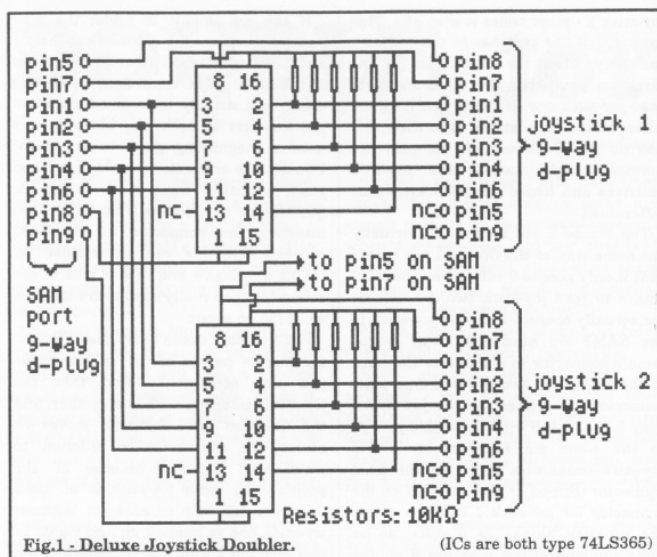 pin5
pin7
pin1
pin2
pin3
pin4
pin6
pin8
pin9
SAM
port
9-way
d-plug
8 16
3 2
5 4
7 6
9 10
11 12
nc 13 14
1 15
pin8
pin7
pin1
pin2
pin3
pin4
pin6
nc pin5
nc pin9
joystick 1
9-way
d-plug
to pin5 on SAM
to pin7 on SAM
8 16
3 2
5 4
7 6
9 10
11 12
nc 13 14
1 15
pin8
pin7
pin1
pin2
pin3
pin4
pin6
nc pin5
nc pin9
joystick 2
9-way
d-plug
Resistors: 10KΩ
Fig.1 - Deluxe Joystick Doubler.
(ICs are both type 74LS365)